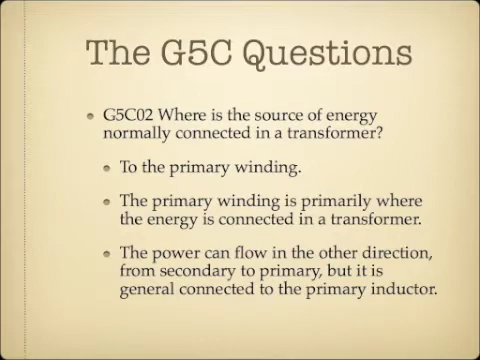 The G5C Questions
G5C02 Where is the source of energy
normally connected in a transformer?
To the primary winding.
The primary winding is primarily where
the energy is connected in a transformer.
The power can flow in the other direction,
from secondary to primary, but it is
general connected to the primary inductor.